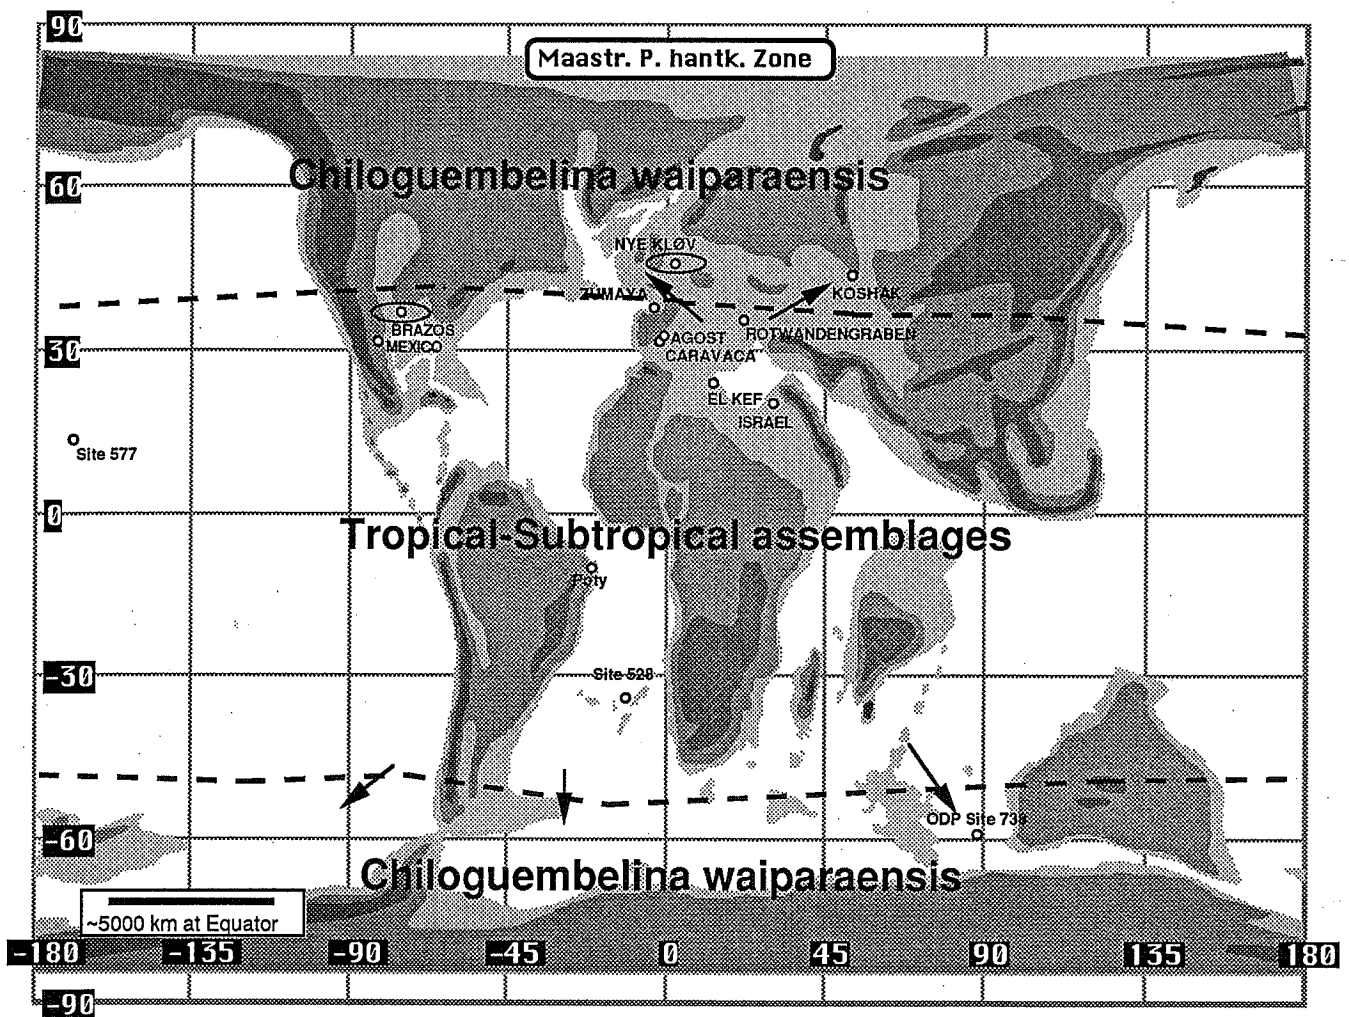 90
Maastr. P. hantk. Zone
Chiloguembelina waiparaensis
60
NYE KLØV
ZUMAYA
KOSHAK
BRAZOS
MEXICO
AGOST
ROTWANDENGRABEN
CARAVACA
30
EL KEF
ISRAEL
Site 577
0
Tropical-Subtropical assemblages
Poty
-30
Site 528
ODP Site 738
-60
Chiloguembelina waiparaensis
~5000 km at Equator
-180 -135 -90 -45 0 45 90 135 180
-90